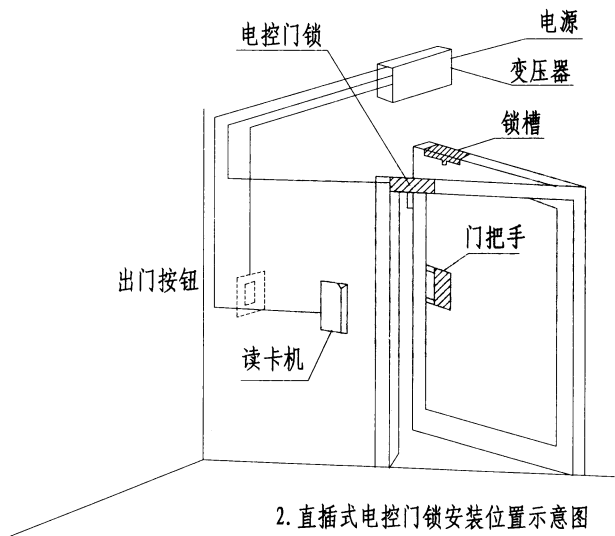 电控门锁
电源
变压器
锁槽
门把手
出门按钮
读卡机
2.直插式电控门锁安装位置示意图